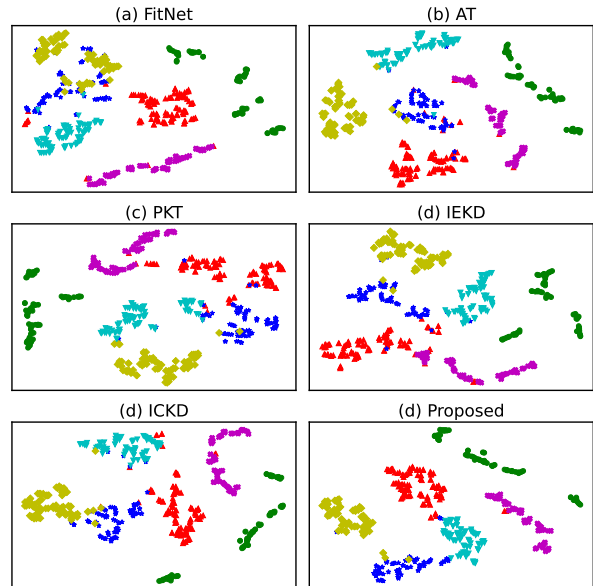 (a) FitNet
(b) AT
(c) PKT
(d) IEKD
(d) ICKD
(d) Proposed